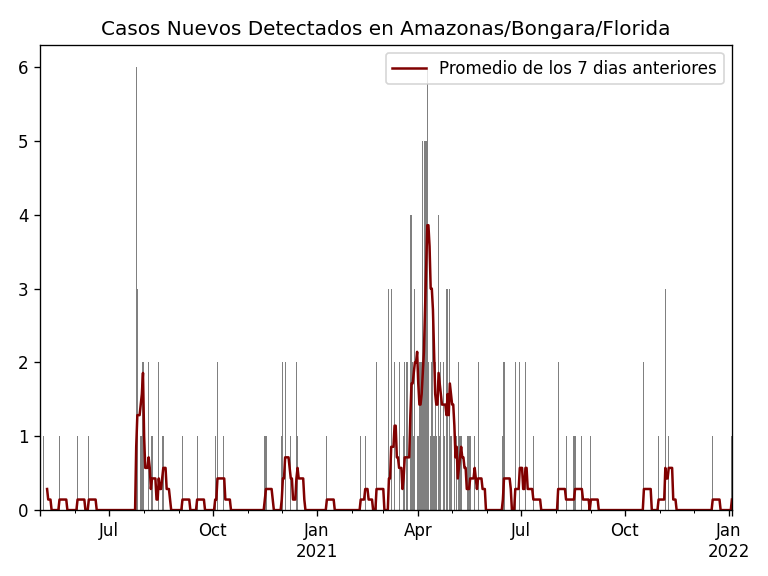 Casos Nuevos Detectados en Amazonas/Bongara/Florida
Promedio de los 7 dias anteriores
6
5
4
3
2
1
0
Jul
Oct
Jan
2021
Apr
Jul
Oct
Jan
2022